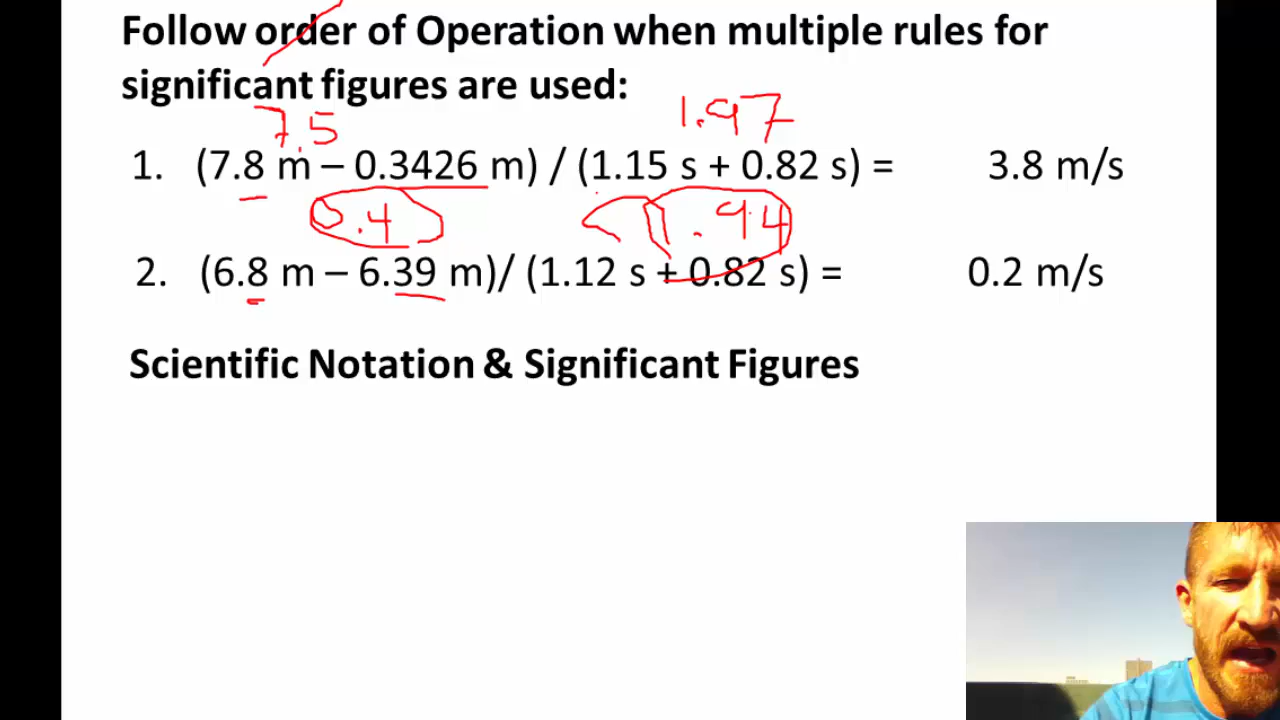 Follow order of Operation when multiple rules for
significant figures are used:
7.5 1.97
1. (7.8 m – 0.3426 m) / (1.15 s + 0.82 s) = 3.8 m/s
0.4 1.94
2. (6.8 m – 6.39 m)/ (1.12 s + 0.82 s) = 0.2 m/s
Scientific Notation & Significant Figures